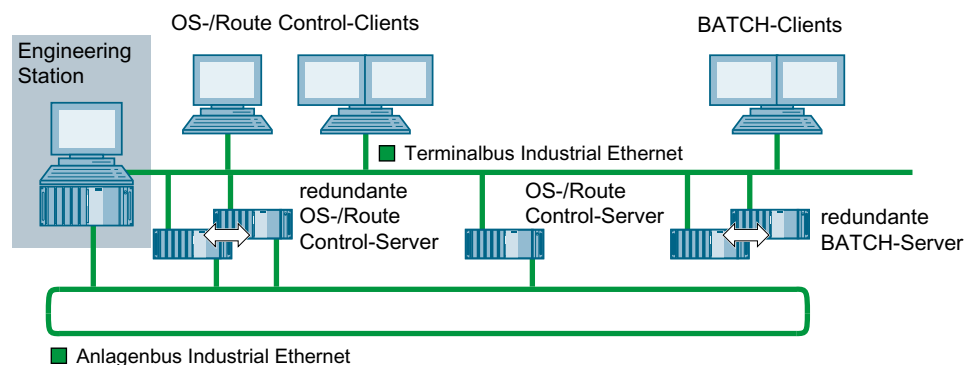 OS-/Route Control-Clients
BATCH-Clients
Engineering
Station
Terminalbus Industrial Ethernet
redundante
OS-/Route
Control-Server
OS-/Route
Control-Server
redundante
BATCH-Server
Anlagenbus Industrial Ethernet